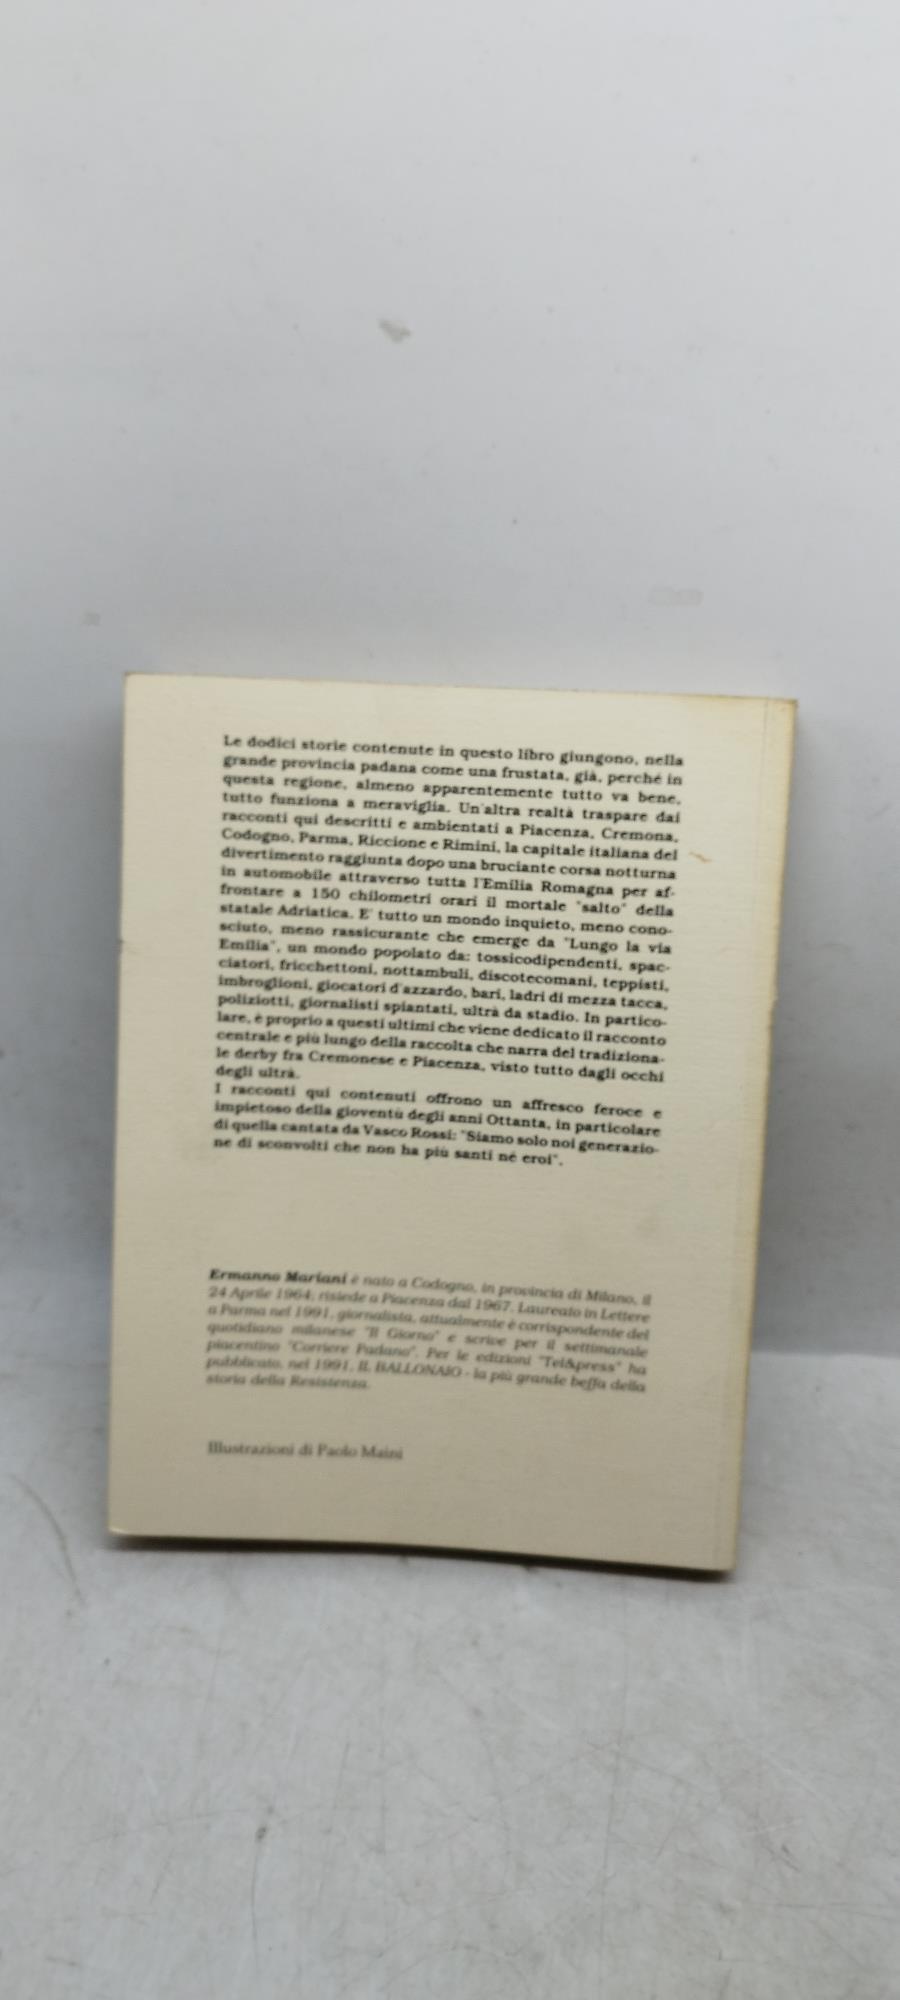 Le dodici storie contenute in questo libro giungono, nella
grande provincia padana come una frustata, già, perché in
questa regione, almeno apparentemente tutto va bene,
tutto funziona a meraviglia. Un'altra realtà traspare dai
racconti qui descritti e ambientati a Piacenza, Cremona,
Codogno, Parma, Riccione e Rimini, la capitale italiana del
divertimento raggiunta dopo una bruciante corsa notturna
in automobile attraverso tutta l'Emilia Romagna per af-
frontare a 150 chilometri orari il mortale "salto" della
statale Adriatica. E' tutto un mondo inquieto, meno cono-
sciuto, meno rassicurante che emerge da "Lungo la via
Emilia", un mondo popolato da: tossicodipendenti, spac-
ciatori, fricchettoni, nottambuli, discotecomani, teppisti,
imbroglioni, giocatori d'azzardo, bari, ladri di mezza tacca,
poliziotti, giornalisti spiantati, ultrà da stadio. In partico-
lare, è proprio a questi ultimi che viene dedicato il racconto
centrale e più lungo della raccolta che narra del tradiziona-
le derby fra Cremonese e Piacenza, visto tutto dagli occhi
degli ultrà.
I racconti qui contenuti offrono un affresco feroce e
impietoso della gioventù degli anni Ottanta, in particolare
di quella cantata da Vasco Rossi: "Siamo solo noi generazio-
ne di sconvolti che non ha più santi né eroi".
Ermanno Mariani è nato a Codogno, in provincia di Milano, il
24 Aprile 1964; risiede a Piacenza dal 1967. Laureato in Lettere
a Parma nel 1991, giornalista, attualmente è corrispondente del
quotidiano milanese "Il Giorno" e scrive per il settimanale
piacentino "Corriere Padano". Per le edizioni "Tel&press" ha
pubblicato, nel 1991, IL BALLONAIO - la più grande beffa della
storia della Resistenza.
Illustrazioni di Paolo Maini